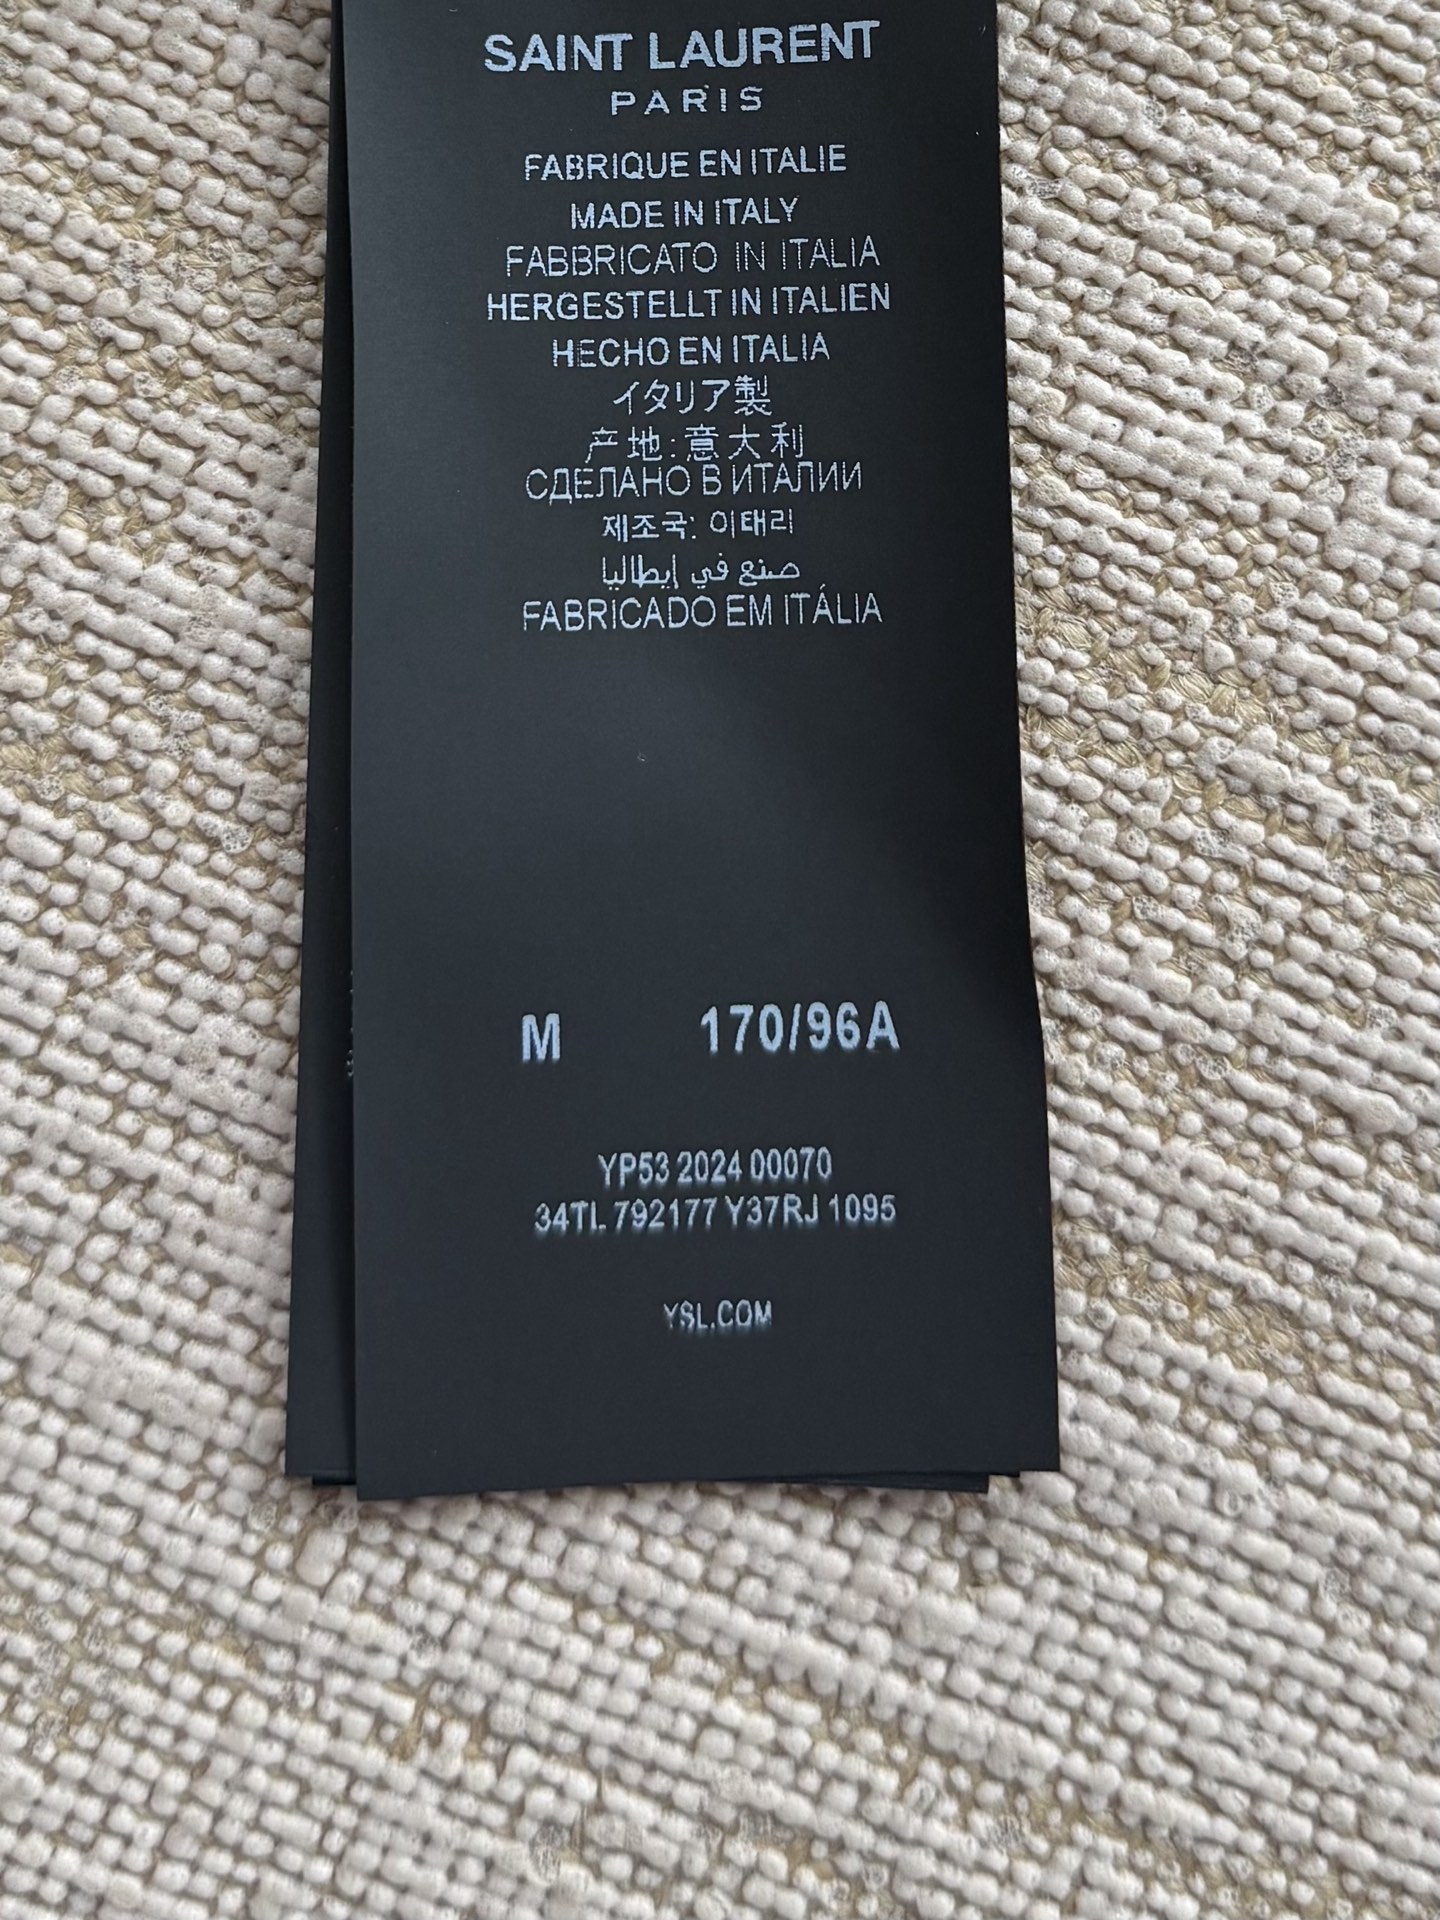 SAINT LAURENT
PARIS
FABRIQUE EN ITALIE
MADE IN ITALY
FABBRICATO IN ITALIA
HERGESTELLT IN ITALIEN
HECHO EN ITALIA
イタリア製
产地:意大利
СДЕЛАНО В ИТАЛИИ
제조국: 이태리
صنع في إيطاليا
FABRICADO EM ITÁLIA
M 170/96A
YP53 2024 00070
34TL 792177 Y37RJ 1095
YSL.COM